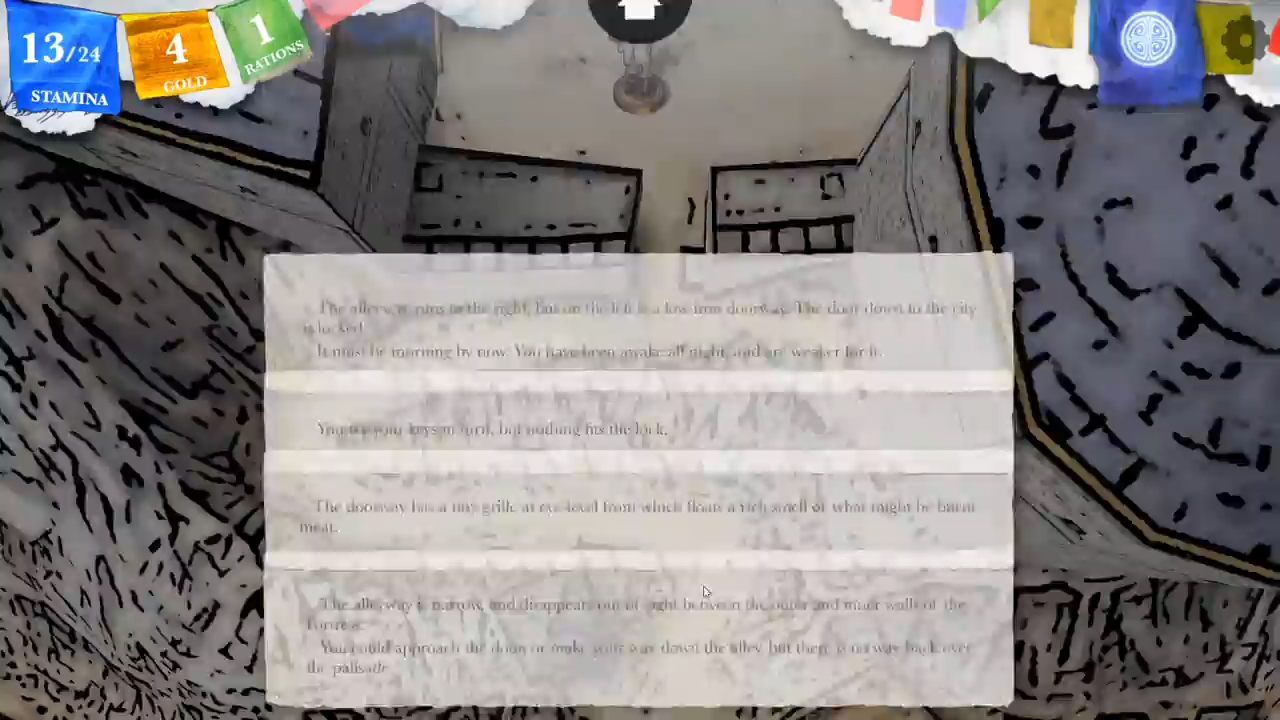 13/24
STAMINA
4
GOLD
1
RATIONS
The alleyway runs to the right, but on the left is a low iron doorway. The door down to the city
is locked.
It must be morning by now. You have been awake all night, and are weaker for it.
You try your keys in turn, but nothing fits the lock.
The doorway has a tiny grille at eye-level from which floats a rich smell of what might be burnt
meat.
The alleyway is narrow, and disappears out of sight between the outer and inner walls of the
fortress.
You could approach the door or make your way down the alley, but there is no way back over
the palisade